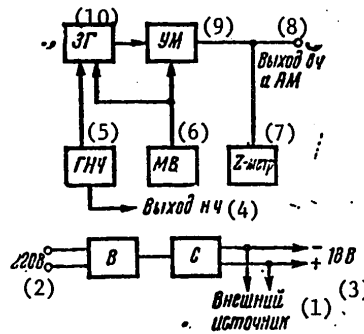 (10)
ЗГ
УМ
(9)
(8)
Выход ВЧ
и АМ
(5)
(6)
(7)
ГНЧ
МВ
Z-метр
Выход НЧ (4)
220В
(2)
В
С
- 18 В
+
(3)
Внешний (1)
источник